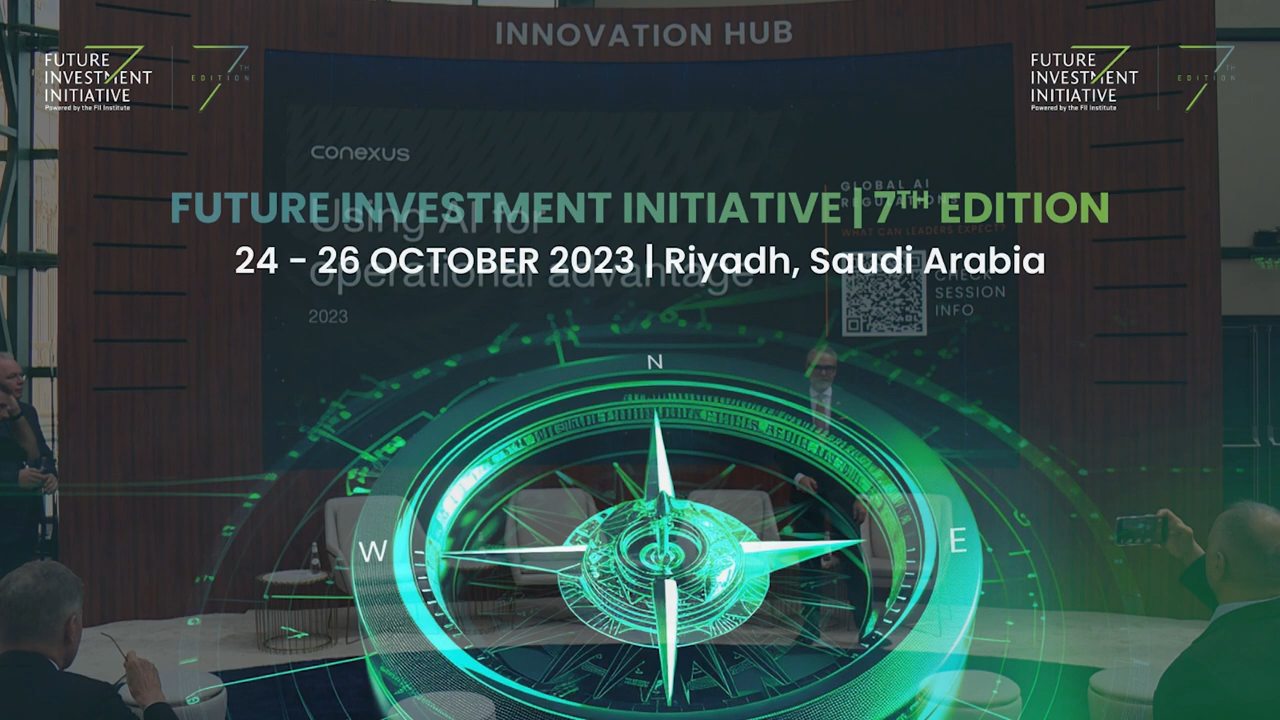 INNOVATION HUB
FUTURE
INVESTMENT
INITIATIVE
Powered by the FII Institute
7TH
EDITION
FUTURE
INVESTMENT
INITIATIVE
Powered by the FII Institute
7TH
EDITION
conexus
GLOBAL AI
FUTURE INVESTMENT INITIATIVE | 7TH EDITION
Using AI for
WHAT CAN LEADERS EXPECT?
24 - 26 OCTOBER 2023 | Riyadh, Saudi Arabia
operational advantage
CHECK
SESSION
INFO
2023
N
W
E